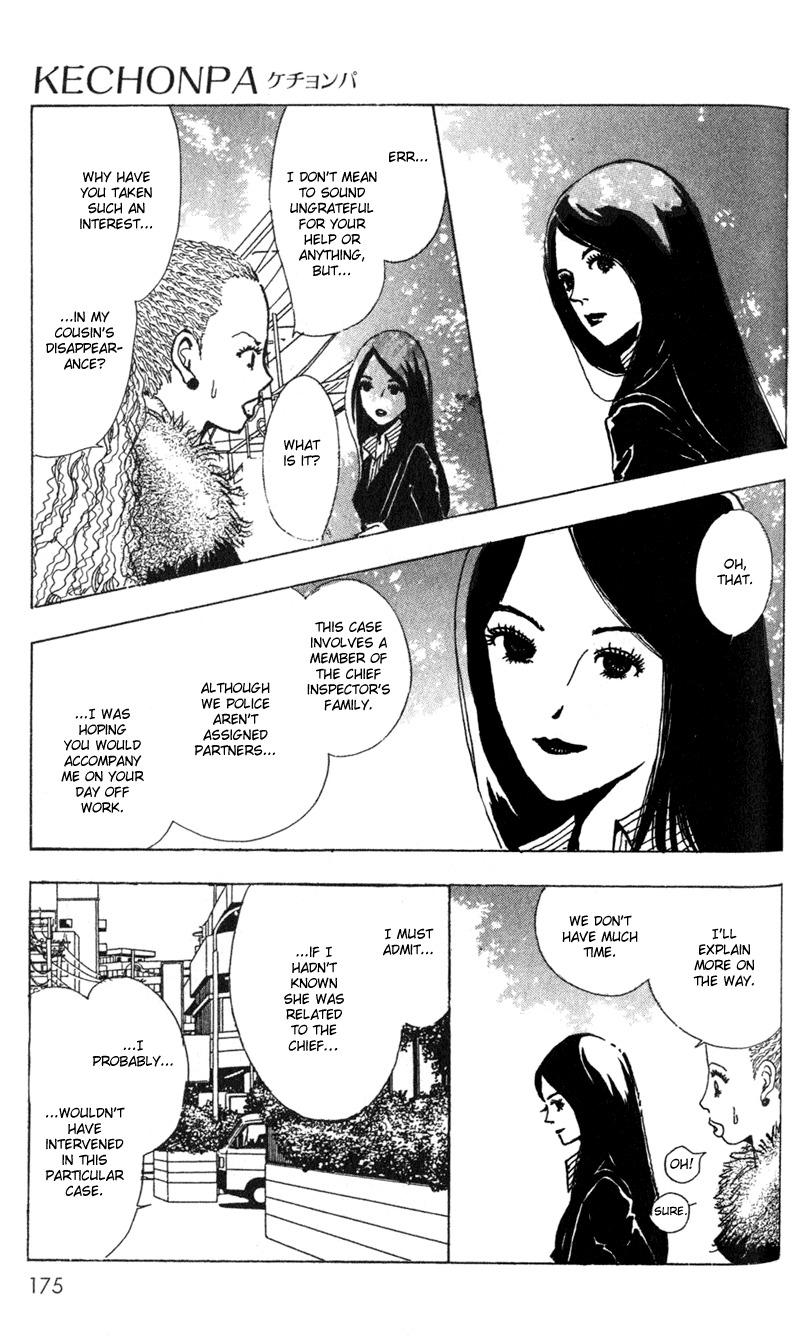 KECHONPA ケチョンパ
ERR...
I DON'T MEAN
TO SOUND
UNGRATEFUL
FOR YOUR
HELP OR
ANYTHING,
BUT...
WHY HAVE
YOU TAKEN
SUCH AN
INTEREST...
...IN MY
COUSIN'S
DISAPPEAR-
ANCE?
WHAT
IS IT?
OH,
THAT.
THIS CASE
INVOLVES A
MEMBER OF
THE CHIEF
INSPECTOR'S
FAMILY.
ALTHOUGH
WE POLICE
AREN'T
ASSIGNED
PARTNERS...
...I WAS
HOPING
YOU WOULD
ACCOMPANY
ME ON YOUR
DAY OFF
WORK.
I'LL
EXPLAIN
MORE ON
THE WAY.
WE DON'T
HAVE MUCH
TIME.
OH!
SURE.
I MUST
ADMIT...
...IF I
HADN'T
KNOWN
SHE WAS
RELATED
TO THE
CHIEF...
...I
PROBABLY...
...WOULDN'T
HAVE
INTERVENED
IN THIS
PARTICULAR
CASE.
175